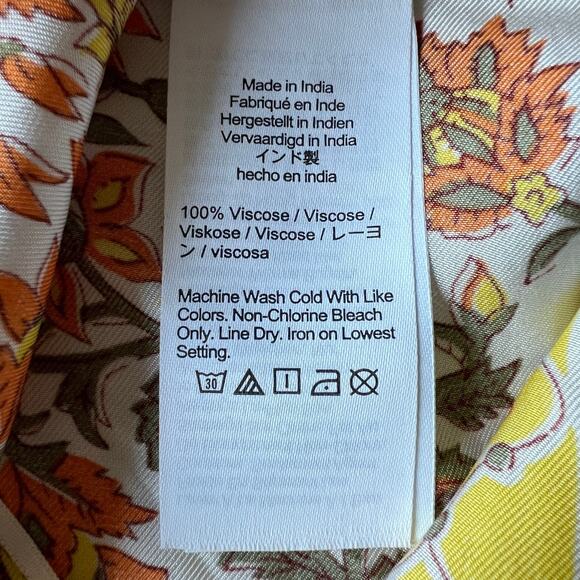 Made in India
Fabriqué en Inde
Hergestellt in Indien
Vervaardigd in India
インド製
hecho en india
100% Viscose / Viscose /
Viskose / Viscose / レーヨ
ン / viscosa
Machine Wash Cold With Like
Colors. Non-Chlorine Bleach
Only. Line Dry. Iron on Lowest
Setting.
30